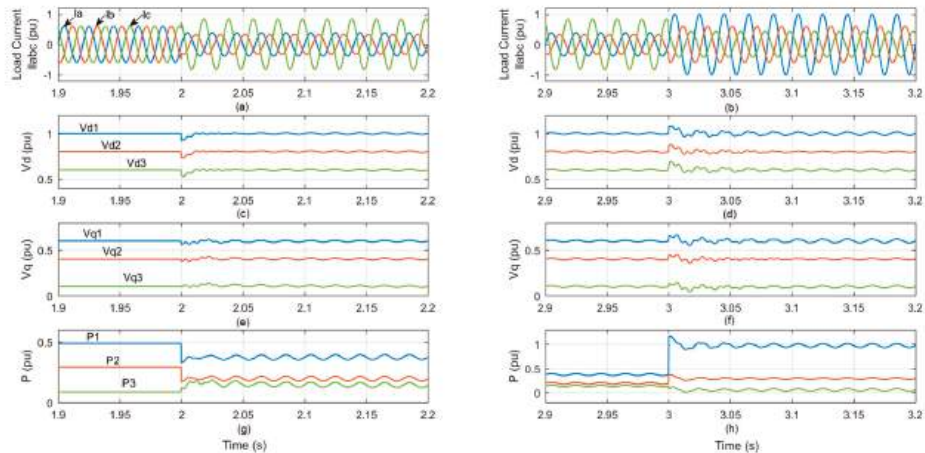 Load Current
Ilabc (pu)
1
0
-1
Ia
Ib
Ic
1.9 1.95 2 2.05 2.1 2.15 2.2
(a)
Load Current
Ilabc (pu)
1
0
-1
2.9 2.95 3 3.05 3.1 3.15 3.2
(b)
Vd (pu)
1
0.5
Vd1
Vd2
Vd3
1.9 1.95 2 2.05 2.1 2.15 2.2
(c)
Vd (pu)
1
0.5
2.9 2.95 3 3.05 3.1 3.15 3.2
(d)
Vq (pu)
0.5
0
Vq1
Vq2
Vq3
1.9 1.95 2 2.05 2.1 2.15 2.2
(e)
Vq (pu)
0.5
0
2.9 2.95 3 3.05 3.1 3.15 3.2
(f)
P (pu)
0.5
0
P1
P2
P3
1.9 1.95 2 2.05 2.1 2.15 2.2
(g)
Time (s)
P (pu)
1
0.5
0
2.9 2.95 3 3.05 3.1 3.15 3.2
(h)
Time (s)